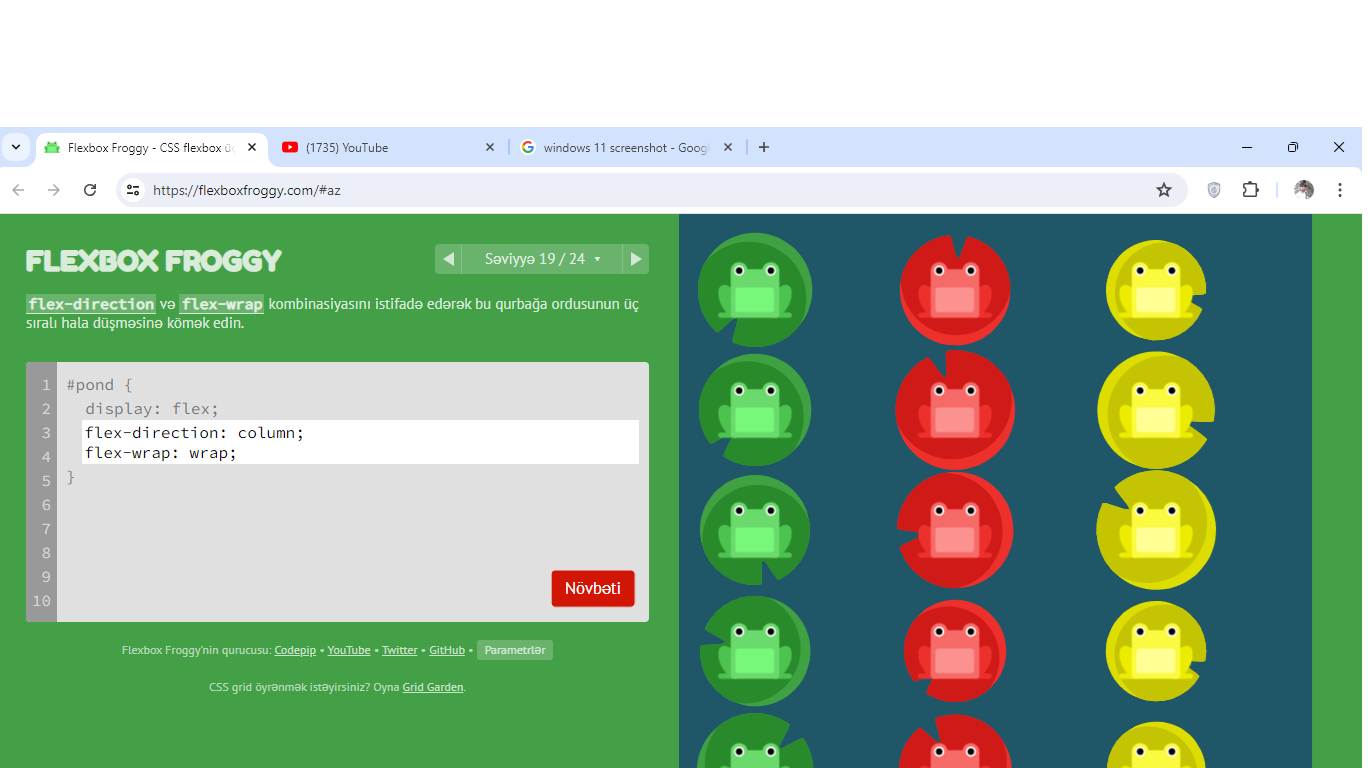 Flexbox Froggy - CSS flexbox üç
(1735) YouTube
windows 11 screenshot - Googl
https://flexboxfroggy.com/#az
FLEXBOX FROGGY
Səviyyə 19 / 24
flex-direction və flex-wrap kombinasiyasını istifadə edərək bu qurbağa ordusunun üç
sıralı hala düşməsinə kömək edin.
1 #pond {
2 display: flex;
3 flex-direction: column;
4 flex-wrap: wrap;
5 }
6
7
8
9
10
Növbəti
Flexbox Froggy'nin qurucusu: Codepip • YouTube • Twitter • GitHub • Parametrlər
CSS grid öyrənmək istəyirsiniz? Oyna Grid Garden.